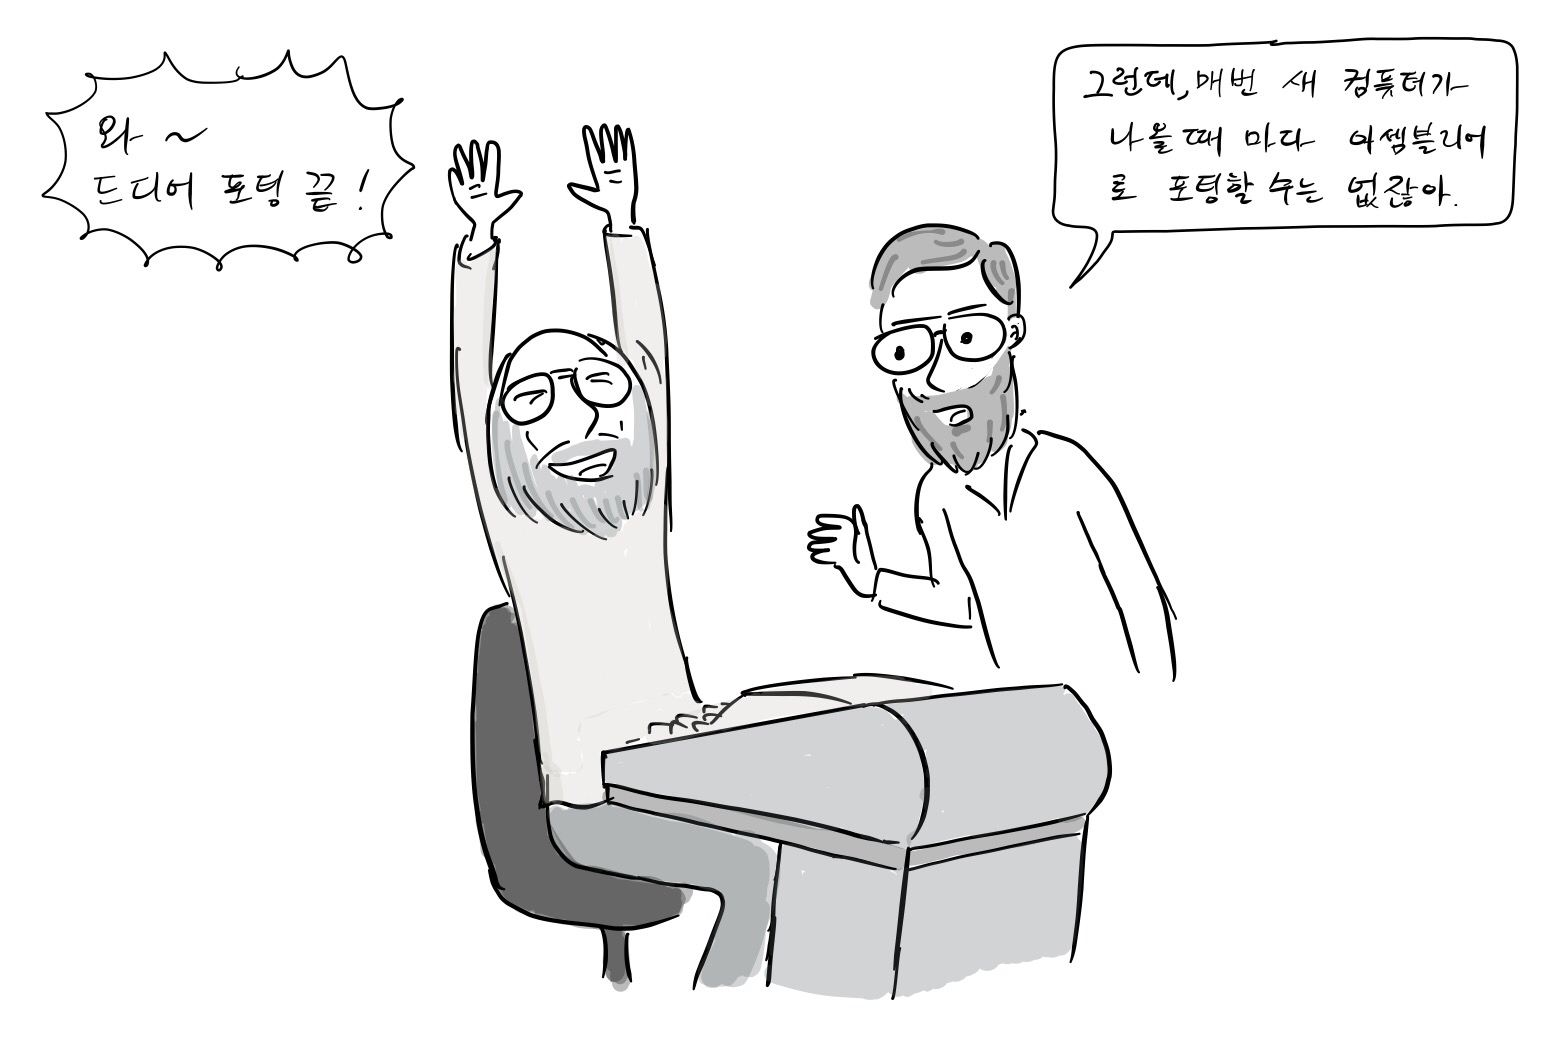 와 ~
드디어 포팅 끝!
그런데, 매번 새 컴퓨터가
나올때 마다 아셈블리어
로 포팅할 수는 없잖아.